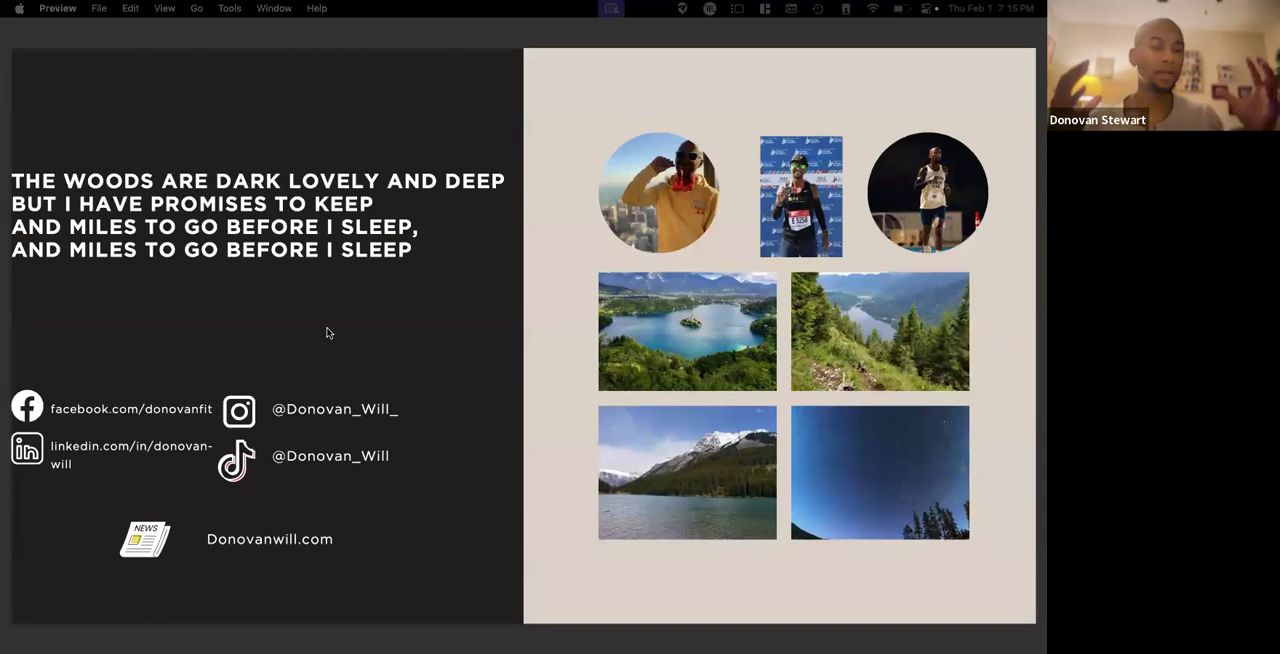 Preview File Edit View Go Tools Window Help
Thu Feb 1 7:15 PM
Donovan Stewart
THE WOODS ARE DARK LOVELY AND DEEP
BUT I HAVE PROMISES TO KEEP
AND MILES TO GO BEFORE I SLEEP,
AND MILES TO GO BEFORE I SLEEP
facebook.com/donovanfit
@Donovan_Will_
linkedin.com/in/donovan-
will
@Donovan_Will
NEWS
Donovanwill.com